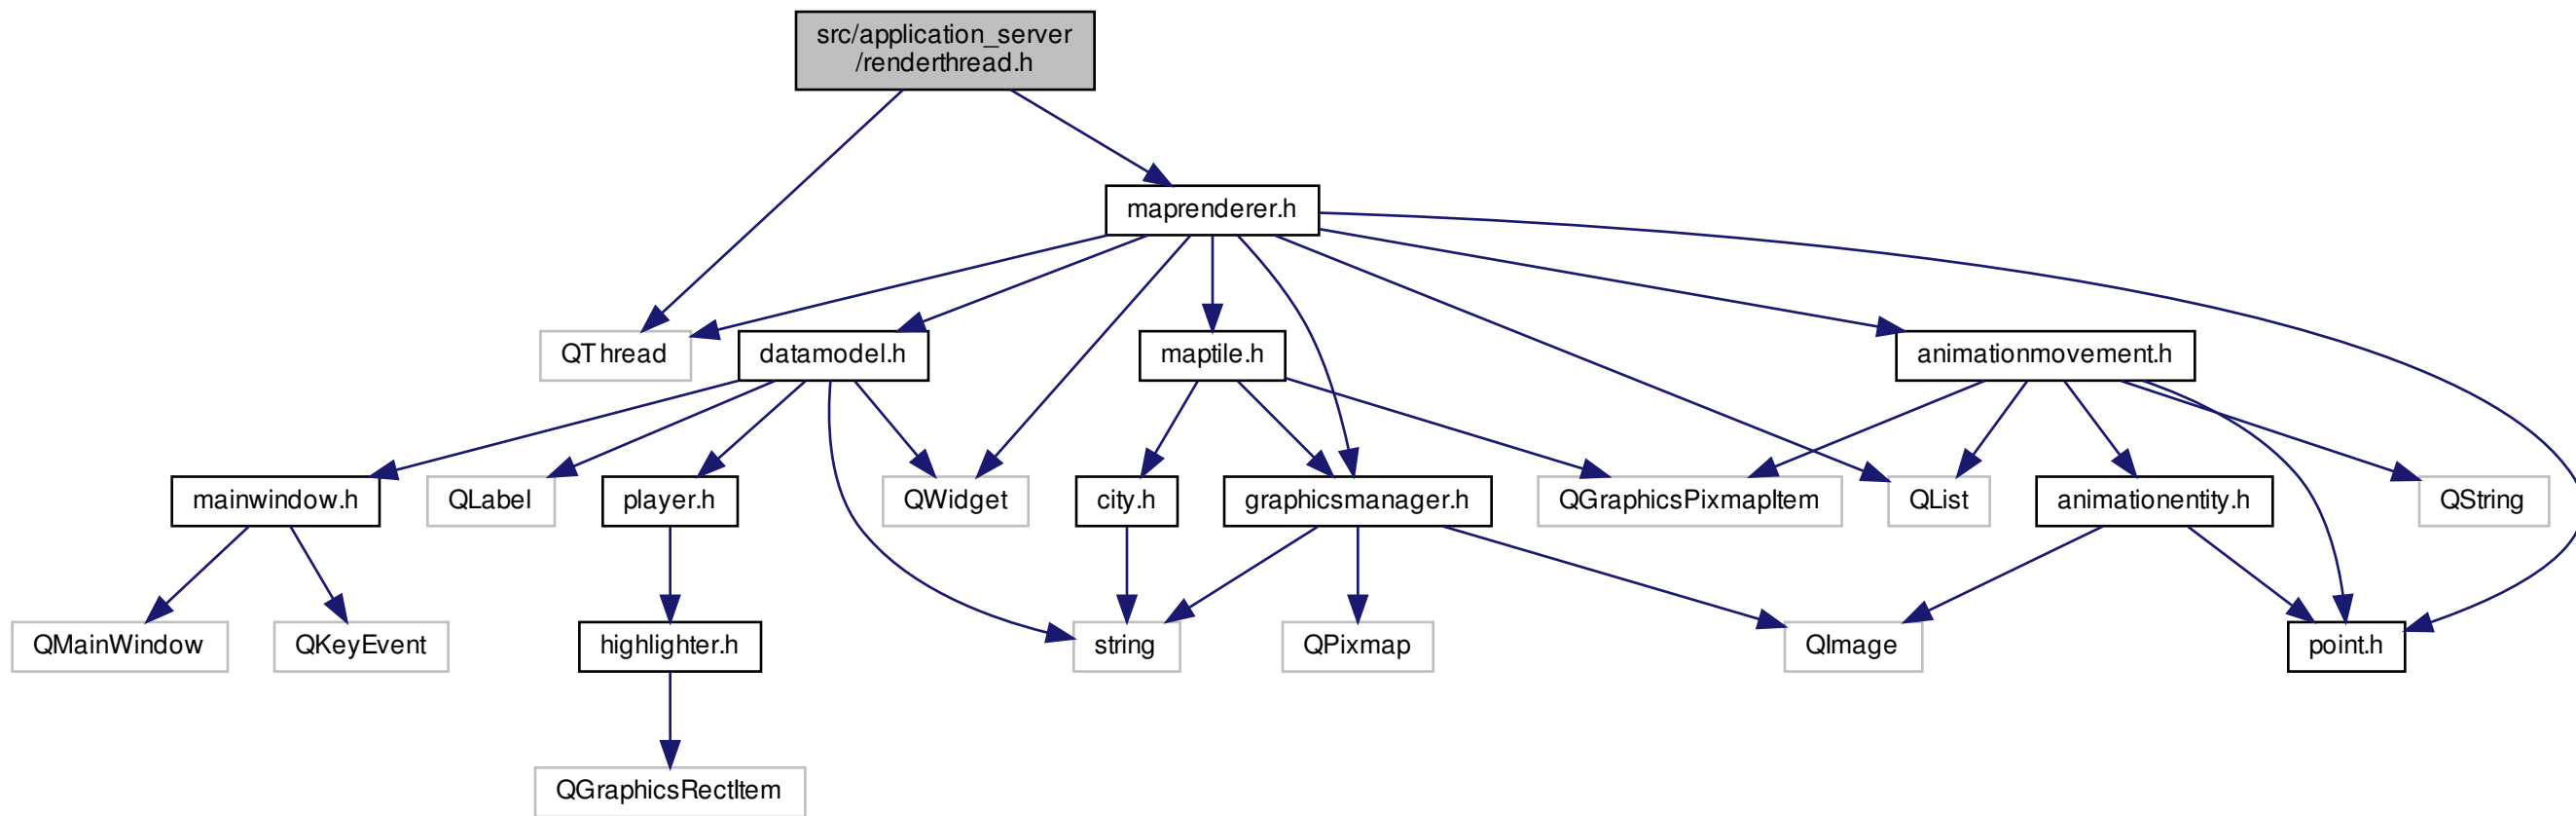 src/application_server
/renderthread.h
maprenderer.h
QThread
datamodel.h
maptile.h
animationmovement.h
mainwindow.h
QLabel
player.h
QWidget
city.h
graphicsmanager.h
QGraphicsPixmapItem
QList
animationentity.h
QString
QMainWindow
QKeyEvent
highlighter.h
string
QPixmap
QImage
point.h
QGraphicsRectItem